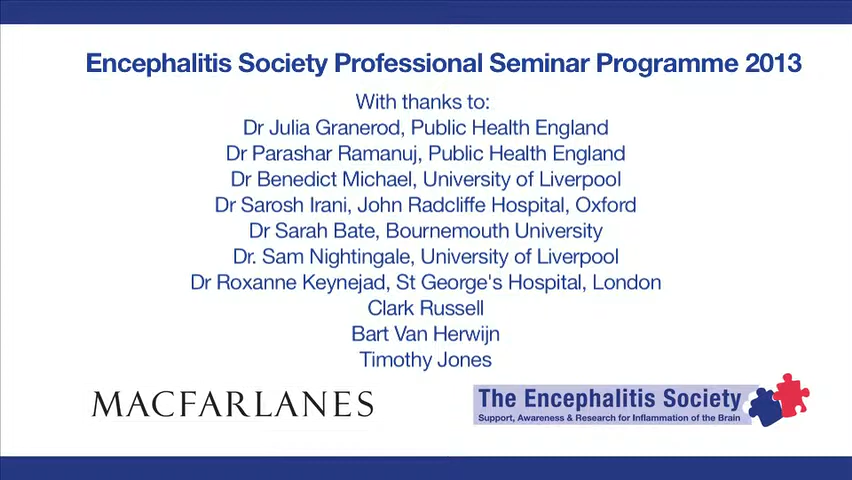 Encephalitis Society Professional Seminar Programme 2013
With thanks to:
Dr Julia Granerod, Public Health England
Dr Parashar Ramanuj, Public Health England
Dr Benedict Michael, University of Liverpool
Dr Sarosh Irani, John Radcliffe Hospital, Oxford
Dr Sarah Bate, Bournemouth University
Dr. Sam Nightingale, University of Liverpool
Dr Roxanne Keynejad, St George's Hospital, London
Clark Russell
Bart Van Herwijn
Timothy Jones
MACFARLANES
The Encephalitis Society
Support, Awareness & Research for Inflammation of the Brain